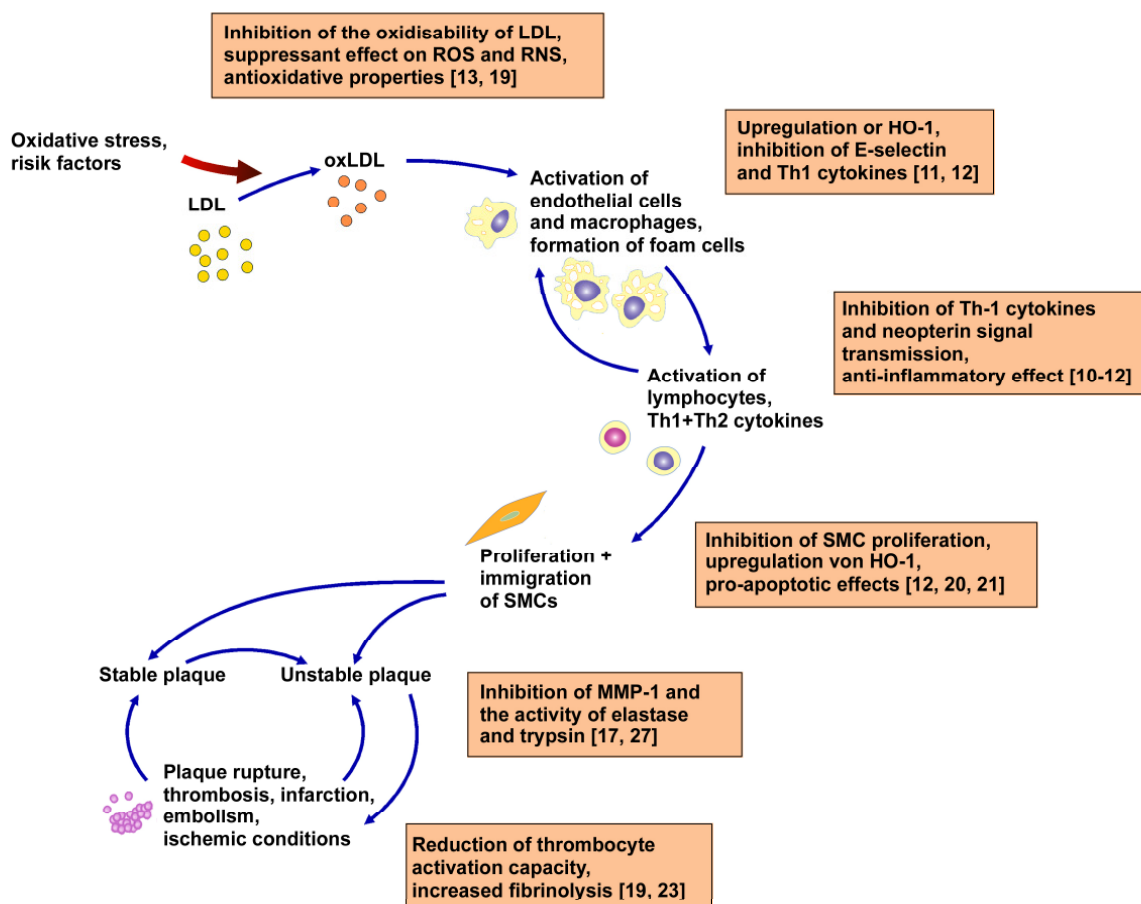 Inhibition of the oxidisability of LDL,
suppressant effect on ROS and RNS,
antioxidative properties [13, 19]
Oxidative stress,
risik factors
LDL
oxLDL
Activation of
endothelial cells
and macrophages,
formation of foam cells
Upregulation or HO-1,
inhibition of E-selectin
and Th1 cytokines [11, 12]
Inhibition of Th-1 cytokines
and neopterin signal
transmission,
anti-inflammatory effect [10-12]
Activation of
lymphocytes,
Th1+Th2 cytokines
Proliferation +
immigration
of SMCs
Inhibition of SMC proliferation,
upregulation von HO-1,
pro-apoptotic effects [12, 20, 21]
Stable plaque
Unstable plaque
Inhibition of MMP-1 and
the activity of elastase
and trypsin [17, 27]
Plaque rupture,
thrombosis, infarction,
embolism,
ischemic conditions
Reduction of thrombocyte
activation capacity,
increased fibrinolysis [19, 23]